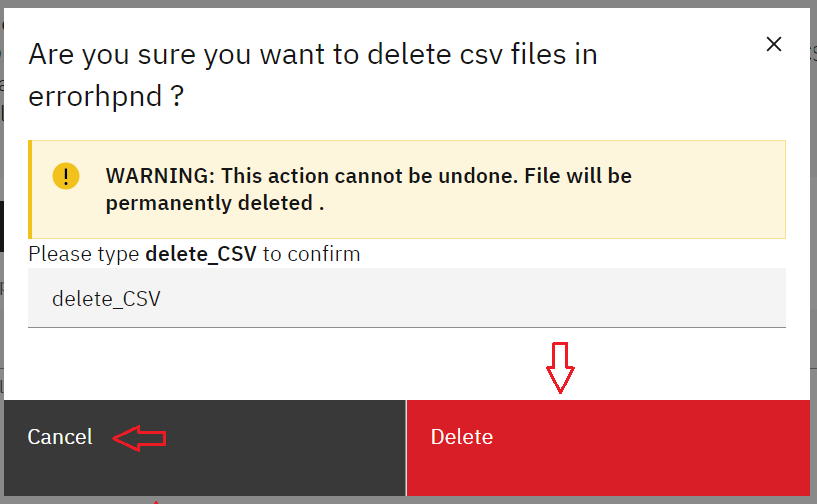 Are you sure you want to delete csv files in
errorhpnd ?
WARNING: This action cannot be undone. File will be
permanently deleted .
Please type delete_CSV to confirm
delete_CSV
Cancel
Delete